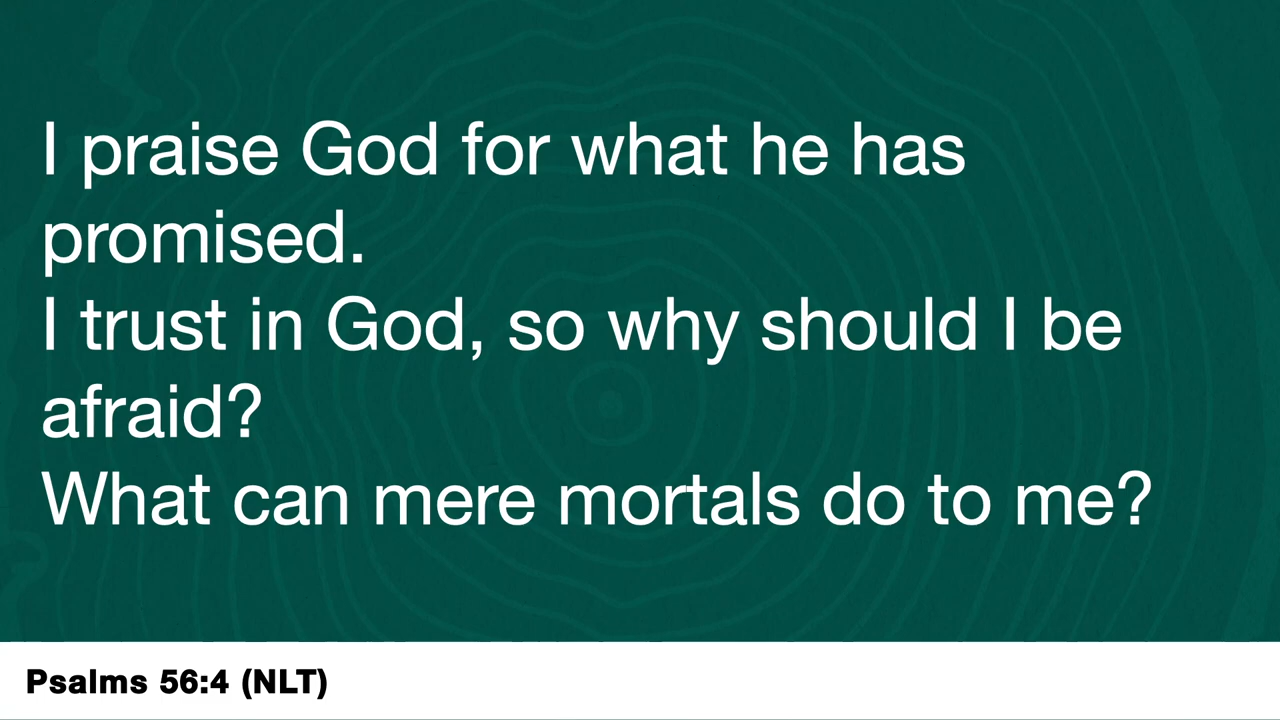 I praise God for what he has
promised.
I trust in God, so why should I be
afraid?
What can mere mortals do to me?
Psalms 56:4 (NLT)